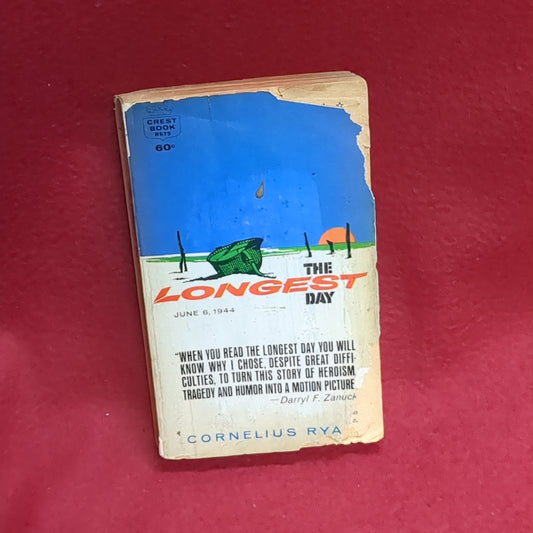 CREST
BOOK
60¢
THE
LONGEST
DAY
JUNE 6, 1944
"WHEN YOU READ THE LONGEST DAY YOU WILL
KNOW WHY I CHOSE, DESPITE GREAT DIFFI-
CULTIES, TO TURN THIS STORY OF HEROISM
TRAGEDY AND HUMOR INTO A MOTION PICTURE
—Darryl F. Zanuck
CORNELIUS RYA